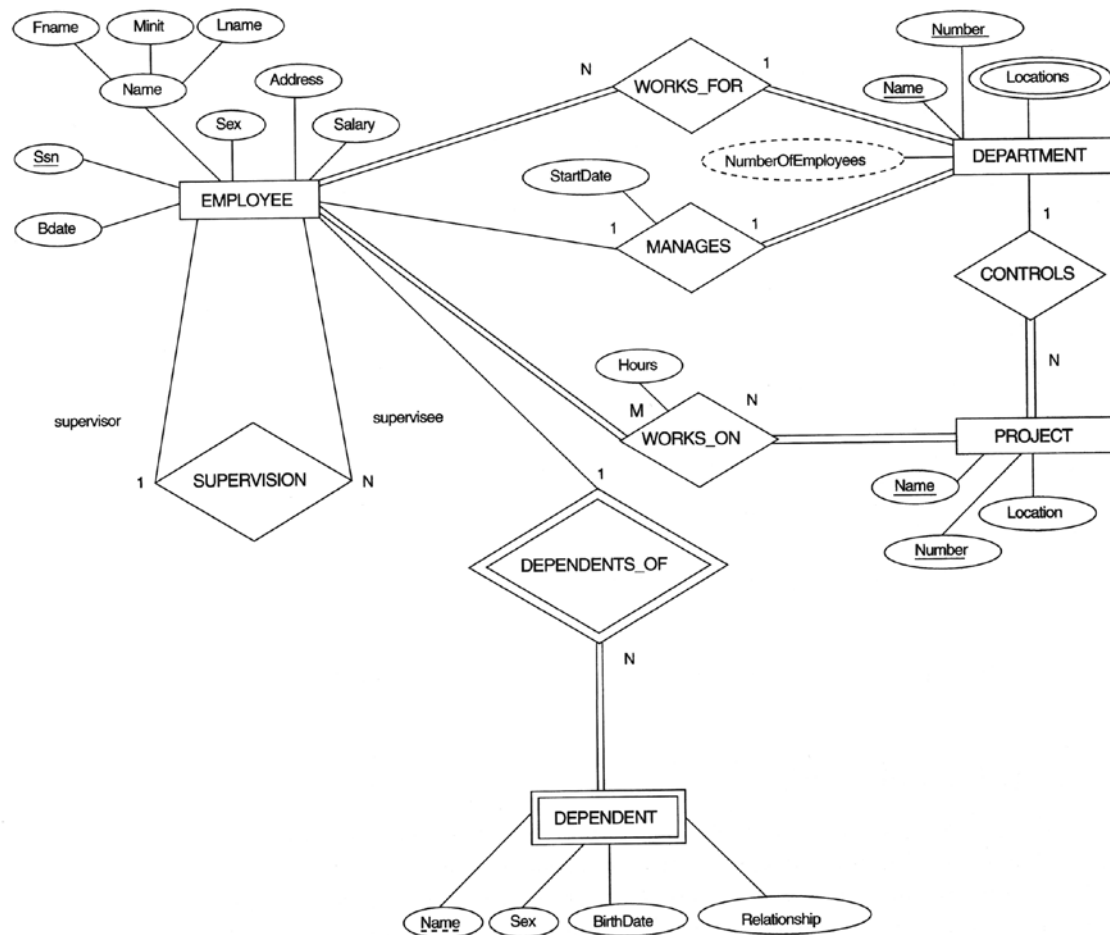 Fname
Minit
Lname
Number
Name
Address
N
1
WORKS_FOR
Locations
Name
Sex
Salary
Ssn
NumberOfEmployees
DEPARTMENT
StartDate
EMPLOYEE
Bdate
1
1
MANAGES
1
CONTROLS
Hours
N
supervisor
supervisee
M
N
WORKS_ON
PROJECT
1
SUPERVISION
N
1
Name
Location
Number
DEPENDENTS_OF
N
DEPENDENT
Name
Sex
BirthDate
Relationship